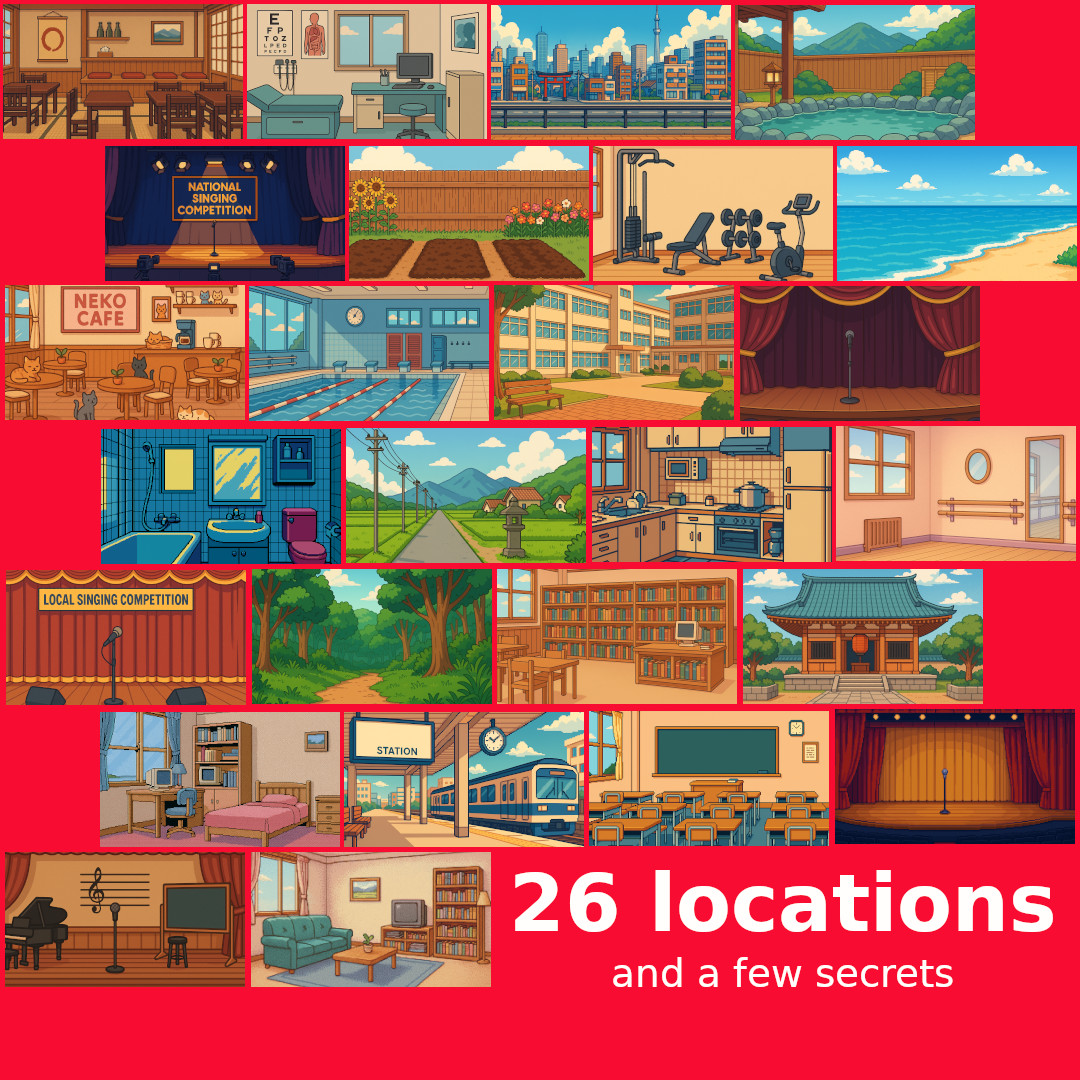 E
F P
T O Z
L P E D
NATIONAL
SINGING
COMPETITION
NEKO
CAFE
LOCAL SINGING COMPETITION
STATION
26 locations
and a few secrets